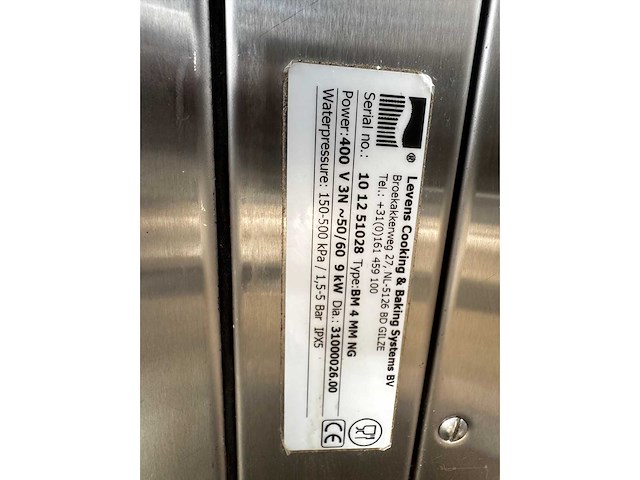 ® Levens Cooking & Baking Systems BV
Broekakkerweg 27, NL-5126 BD GILZE
Tel.: +31(0)161 459 100
Serial no.: 10 12 51028 Type:BM 4 MM NG
Power:400 V 3N ~50/60 9 kW Dia.: 31000026.00
Waterpressure: 150-500 kPa / 1,5-5 Bar IPX5
CE